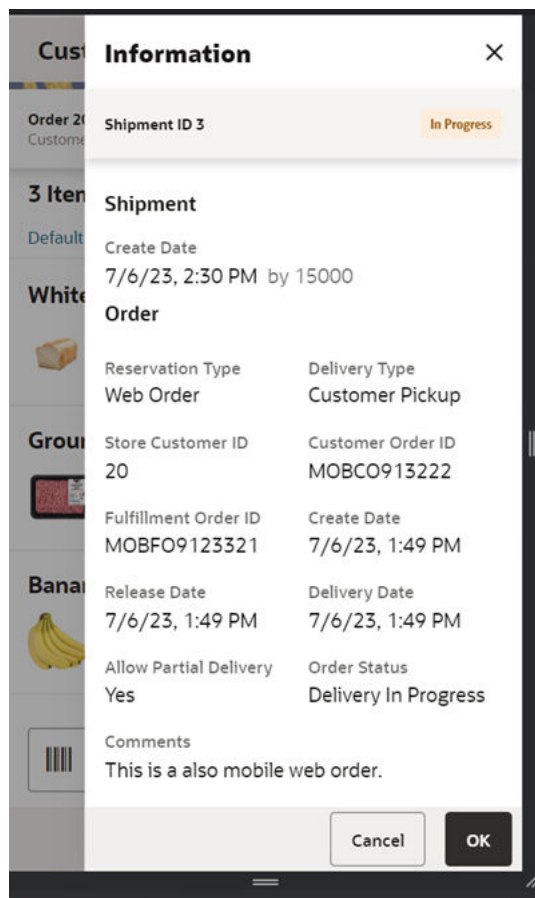 Cust
Information
Order 20
Custome
Shipment ID 3
In Progress
3 Iten
Default
Shipment
Create Date
7/6/23, 2:30 PM by 15000
White
Order
Reservation Type
Delivery Type
Web Order
Customer Pickup
Groun
Store Customer ID
Customer Order ID
20
MOBCO913222
Fulfillment Order ID
Create Date
MOBFO9123321
7/6/23, 1:49 PM
Banan
Release Date
Delivery Date
7/6/23, 1:49 PM
7/6/23, 1:49 PM
Allow Partial Delivery
Order Status
Yes
Delivery In Progress
Comments
This is a also mobile web order.
Cancel
OK